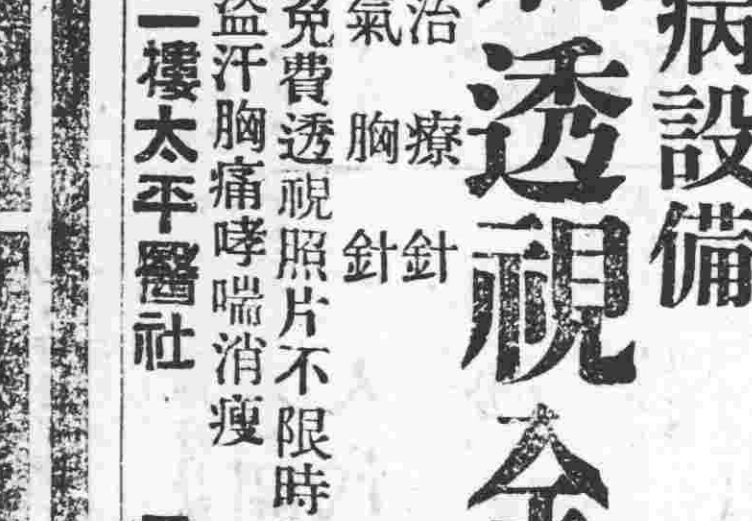 病設備
透視
治療針
氣胸針
免費透視照片不限時
盜汗胸痛哮喘消瘦
一樓太平醫社